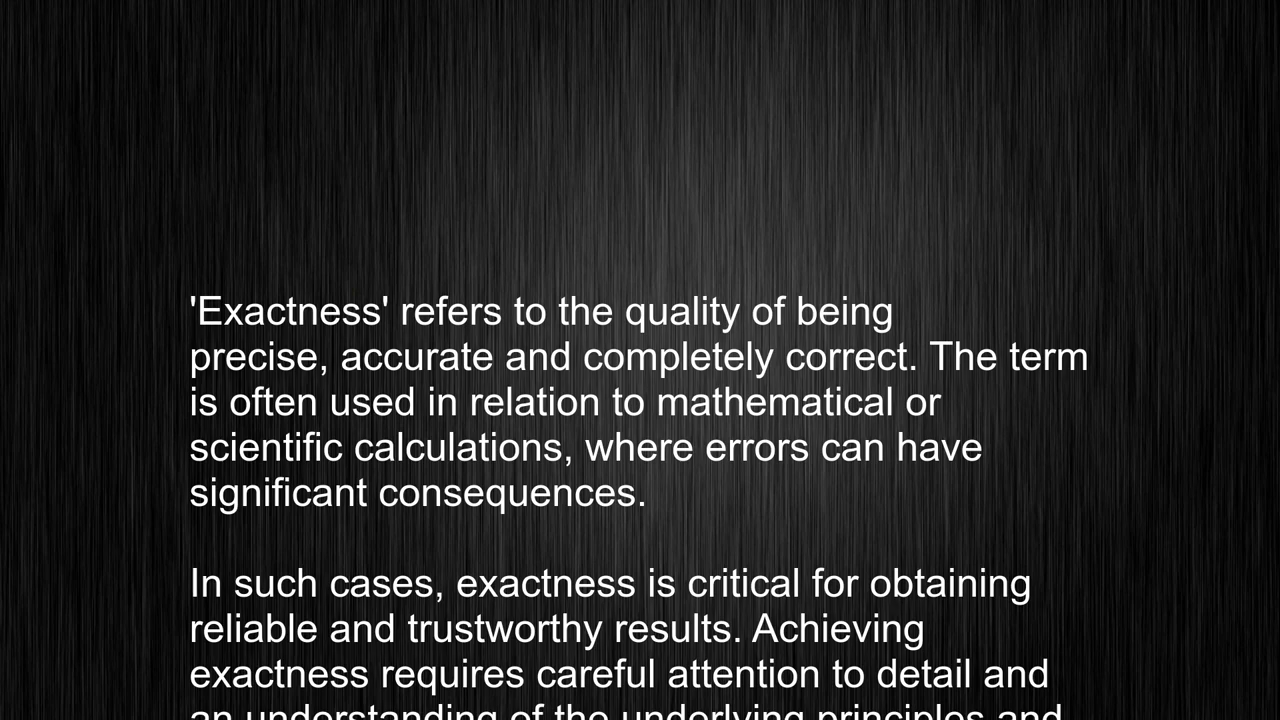 'Exactness' refers to the quality of being
precise, accurate and completely correct. The term
is often used in relation to mathematical or
scientific calculations, where errors can have
significant consequences.
In such cases, exactness is critical for obtaining
reliable and trustworthy results. Achieving
exactness requires careful attention to detail and
an understanding of the underlying principles and